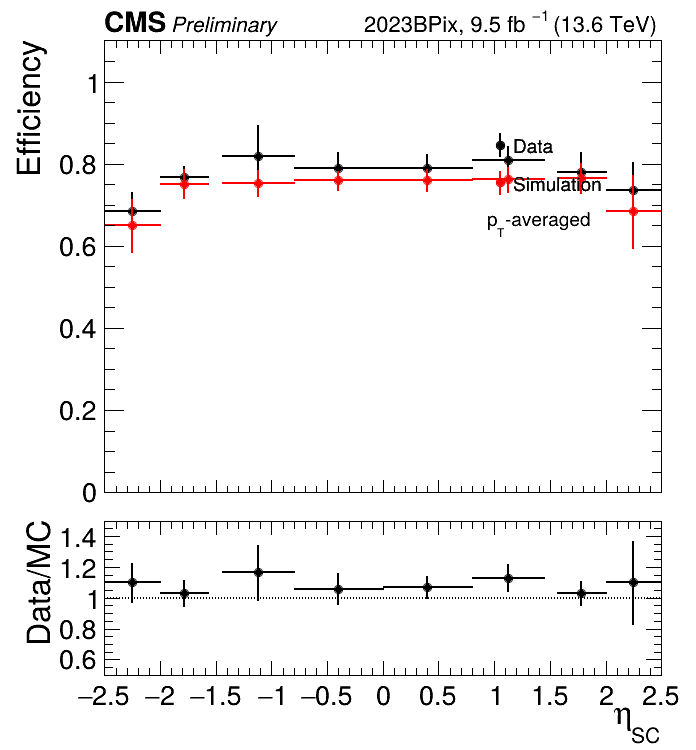 CMS Preliminary 2023BPix, 9.5 fb⁻¹ (13.6 TeV)
Efficiency
1
0.8
0.6
0.4
0.2
0
Data
Simulation
p_T-averaged
Data/MC
1.4
1.2
1
0.8
0.6
−2.5 −2 −1.5 −1 −0.5 0 0.5 1 1.5 2 2.5
η_SC